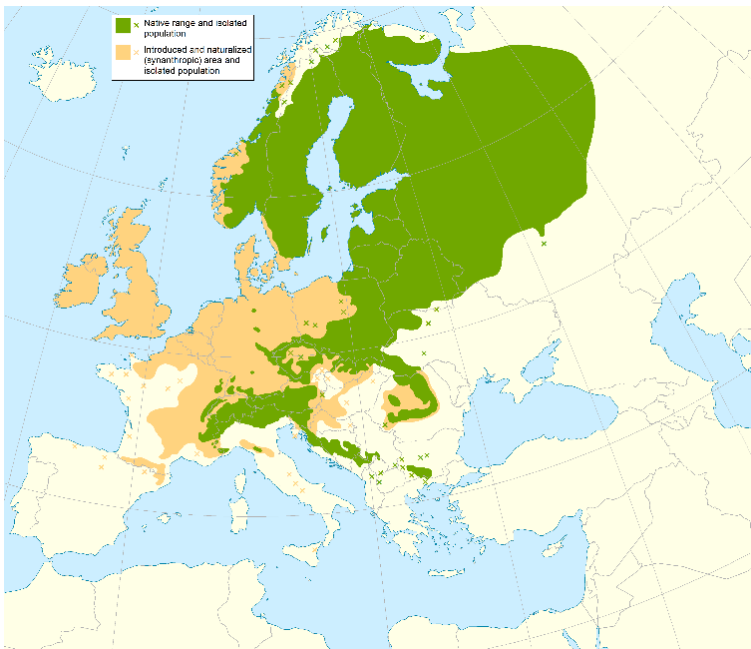 Native range and isolated
population
Introduced and naturalized
(synanthropic) area and
isolated population